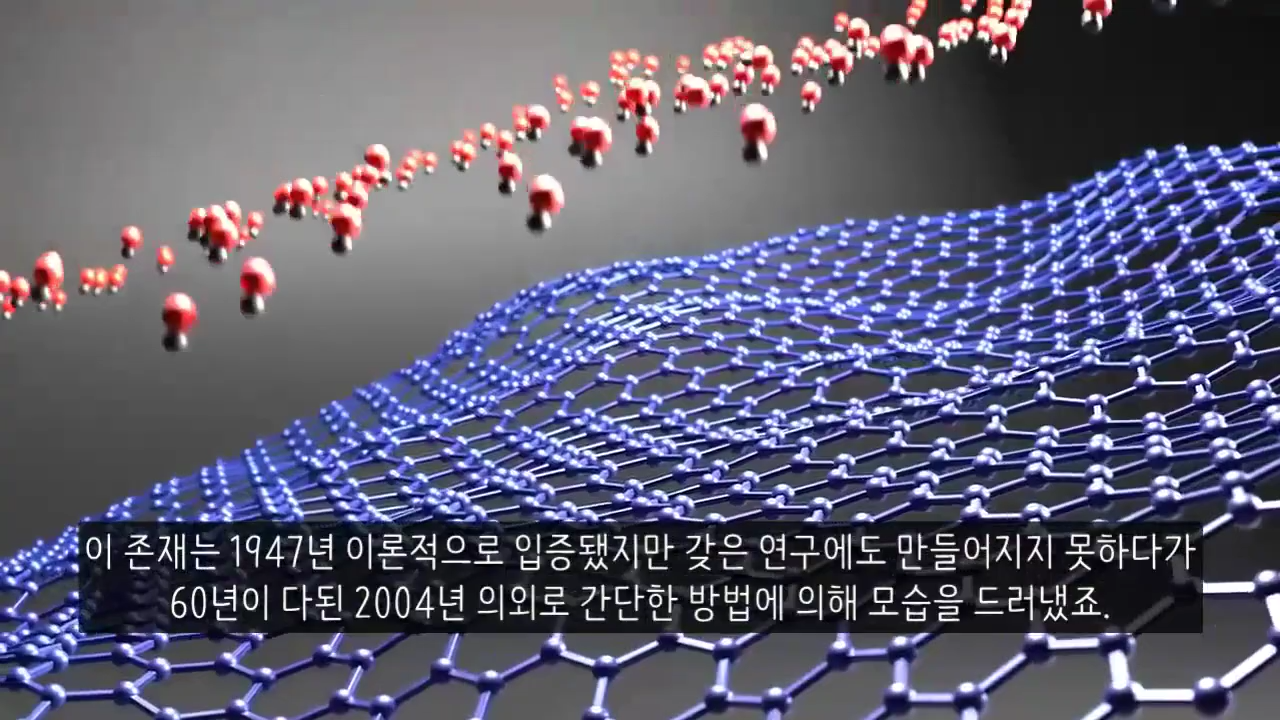 이 존재는 1947년 이론적으로 입증됐지만 갖은 연구에도 만들어지지 못하다가
60년이 다된 2004년 의외로 간단한 방법에 의해 모습을 드러냈죠.